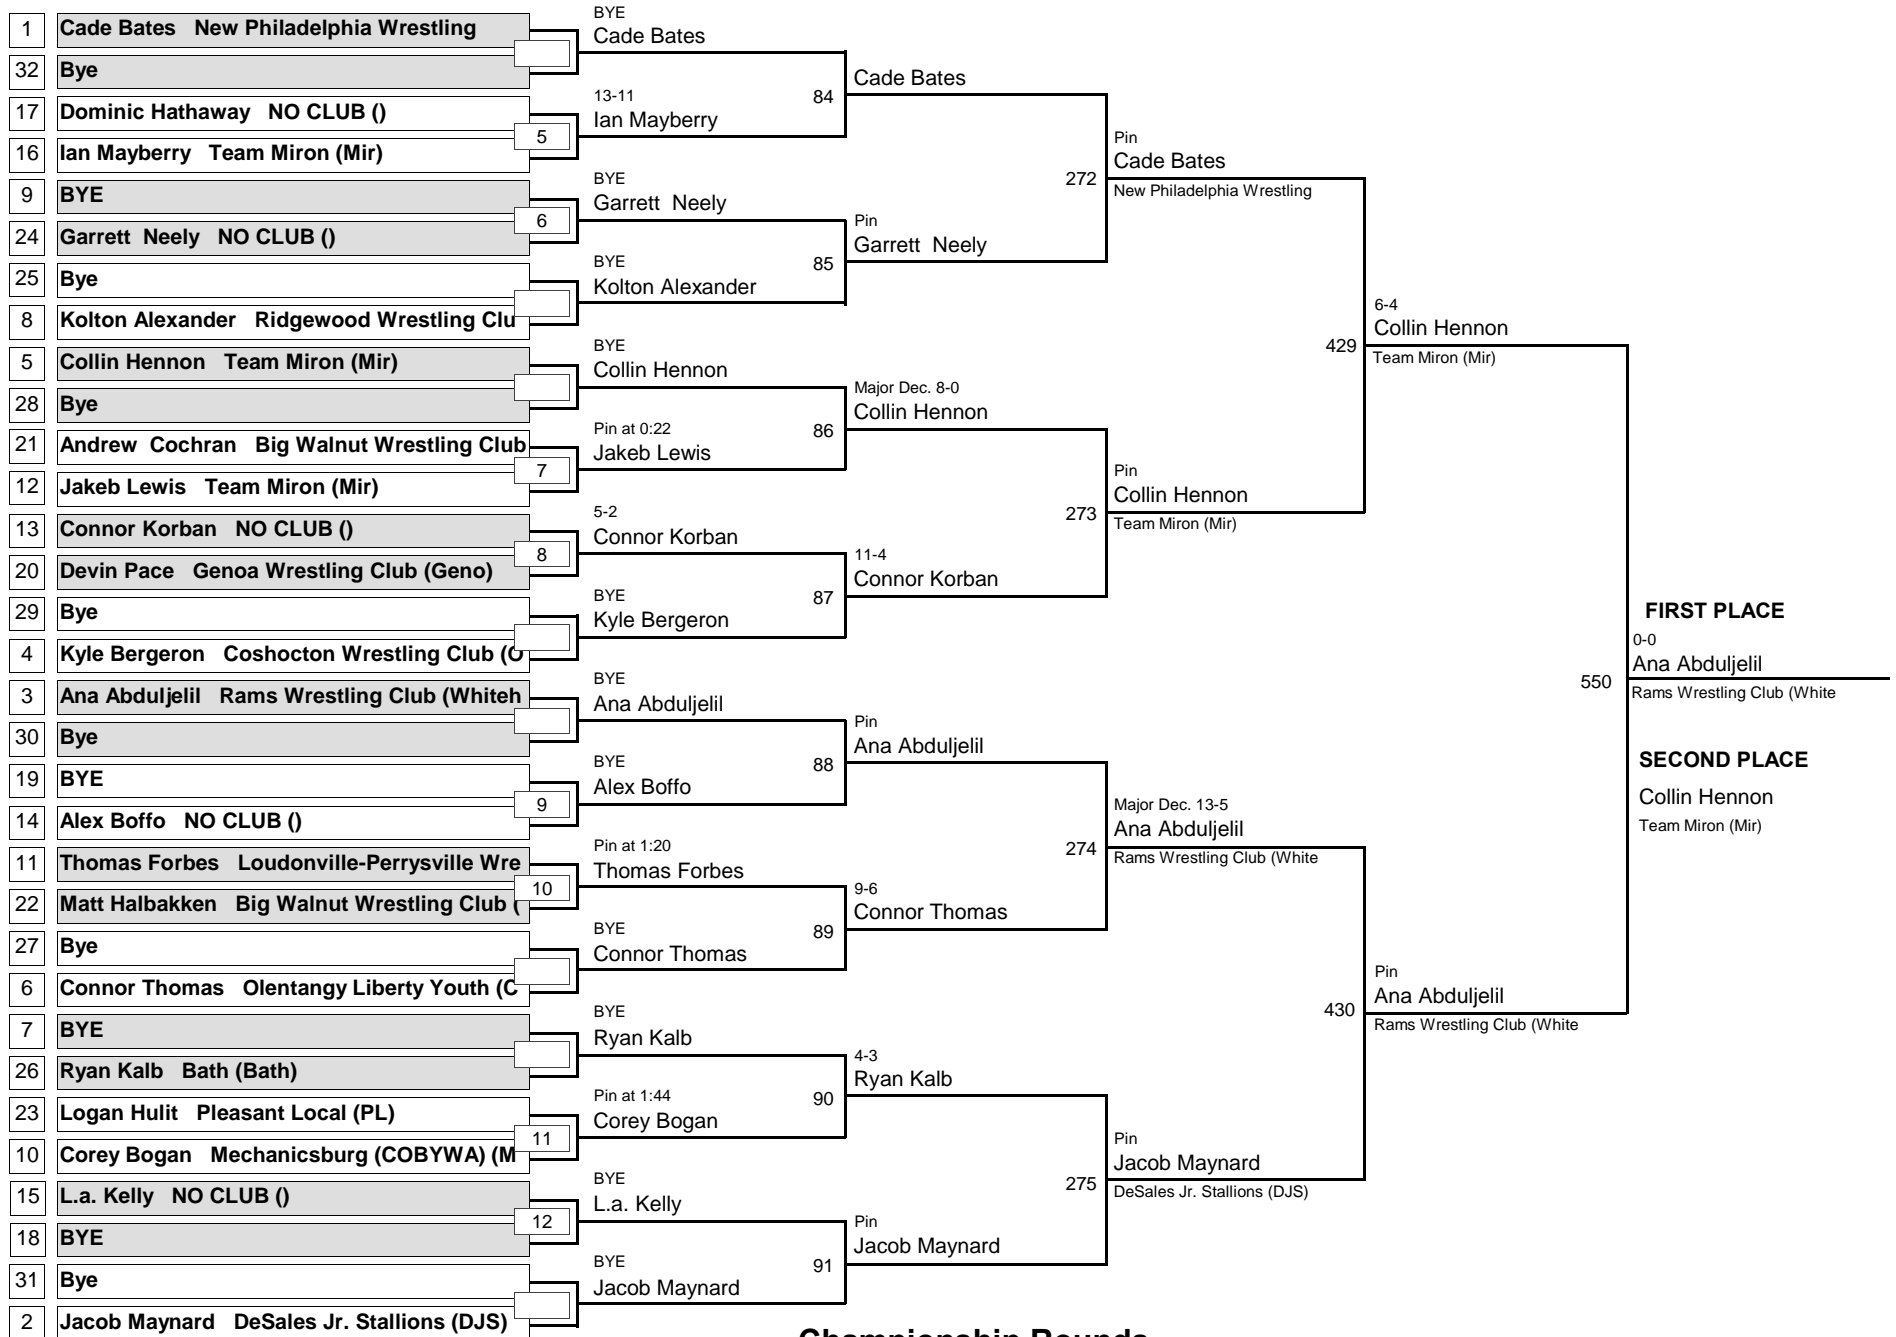 1 Cade Bates New Philadelphia Wrestling
32 Bye
17 Dominic Hathaway NO CLUB ()
16 Ian Mayberry Team Miron (Mir)
9 BYE
24 Garrett Neely NO CLUB ()
25 Bye
8 Kolton Alexander Ridgewood Wrestling Clu
5 Collin Hennon Team Miron (Mir)
28 Bye
21 Andrew Cochran Big Walnut Wrestling Club
12 Jakeb Lewis Team Miron (Mir)
13 Connor Korban NO CLUB ()
20 Devin Pace Genoa Wrestling Club (Geno)
29 Bye
4 Kyle Bergeron Coshocton Wrestling Club (O
3 Ana Abduljelil Rams Wrestling Club (Whiteh
30 Bye
19 BYE
14 Alex Boffo NO CLUB ()
11 Thomas Forbes Loudonville-Perrysville Wre
22 Matt Halbakken Big Walnut Wrestling Club (
27 Bye
6 Connor Thomas Olentangy Liberty Youth (C
7 BYE
26 Ryan Kalb Bath (Bath)
23 Logan Hulit Pleasant Local (PL)
10 Corey Bogan Mechanicsburg (COBYWA) (M
15 L.a. Kelly NO CLUB ()
18 BYE
31 Bye
2 Jacob Maynard DeSales Jr. Stallions (DJS)
5
6
7
8
9
10
11
12
BYE
Cade Bates
13-11
Ian Mayberry
BYE
Garrett Neely
BYE
Kolton Alexander
BYE
Collin Hennon
Pin at 0:22
Jakeb Lewis
5-2
Connor Korban
BYE
Kyle Bergeron
BYE
Ana Abduljelil
BYE
Alex Boffo
Pin at 1:20
Thomas Forbes
BYE
Connor Thomas
BYE
Ryan Kalb
Pin at 1:44
Corey Bogan
BYE
L.a. Kelly
BYE
Jacob Maynard
84
85
86
87
88
89
90
91
Cade Bates
Pin
Garrett Neely
Major Dec. 8-0
Collin Hennon
11-4
Connor Korban
Pin
Ana Abduljelil
9-6
Connor Thomas
4-3
Ryan Kalb
Pin
Jacob Maynard
272
273
274
275
Pin
Cade Bates
New Philadelphia Wrestling
Pin
Collin Hennon
Team Miron (Mir)
Major Dec. 13-5
Ana Abduljelil
Rams Wrestling Club (White
Pin
Jacob Maynard
DeSales Jr. Stallions (DJS)
429
430
6-4
Collin Hennon
Team Miron (Mir)
Pin
Ana Abduljelil
Rams Wrestling Club (White
550
FIRST PLACE
0-0
Ana Abduljelil
Rams Wrestling Club (White
SECOND PLACE
Collin Hennon
Team Miron (Mir)
Championship Rounds